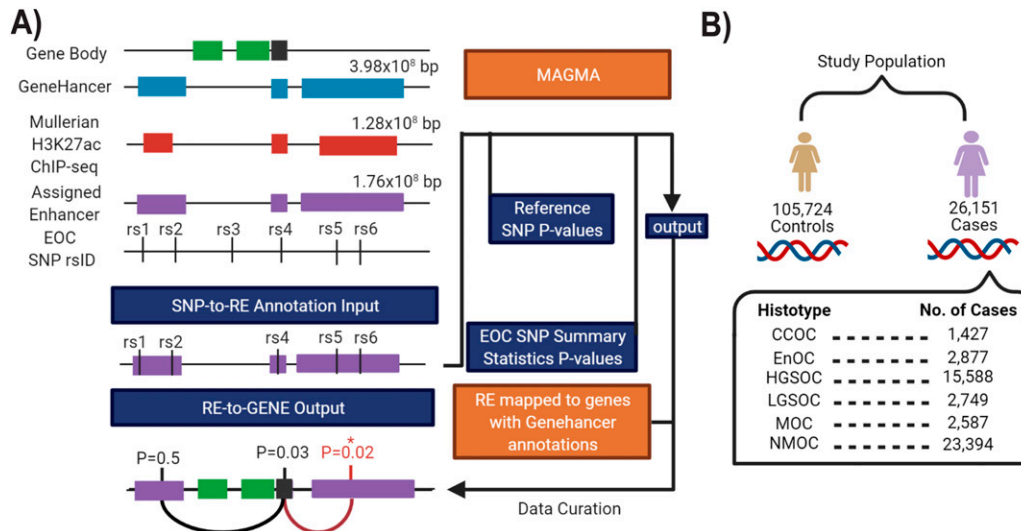 A)
Gene Body
GeneHancer
3.98x10⁸ bp
Mullerian
H3K27ac
ChIP-seq
1.28x10⁸ bp
Assigned
Enhancer
1.76x10⁸ bp
EOC
SNP rsID
rs1 rs2 rs3 rs4 rs5 rs6
SNP-to-RE Annotation Input
rs1 rs2 rs4 rs5 rs6
RE-to-GENE Output
P=0.5 P=0.03 P=0.02
*
MAGMA
Reference
SNP P-values
output
EOC SNP Summary
Statistics P-values
RE mapped to genes
with Genehancer
annotations
Data Curation
B)
Study Population
105,724
Controls
26,151
Cases
Histotype No. of Cases
CCOC - - - - - - - 1,427
EnOC - - - - - - - 2,877
HGSOC - - - - - - - 15,588
LGSOC - - - - - - - 2,749
MOC - - - - - - - 2,587
NMOC - - - - - - - 23,394